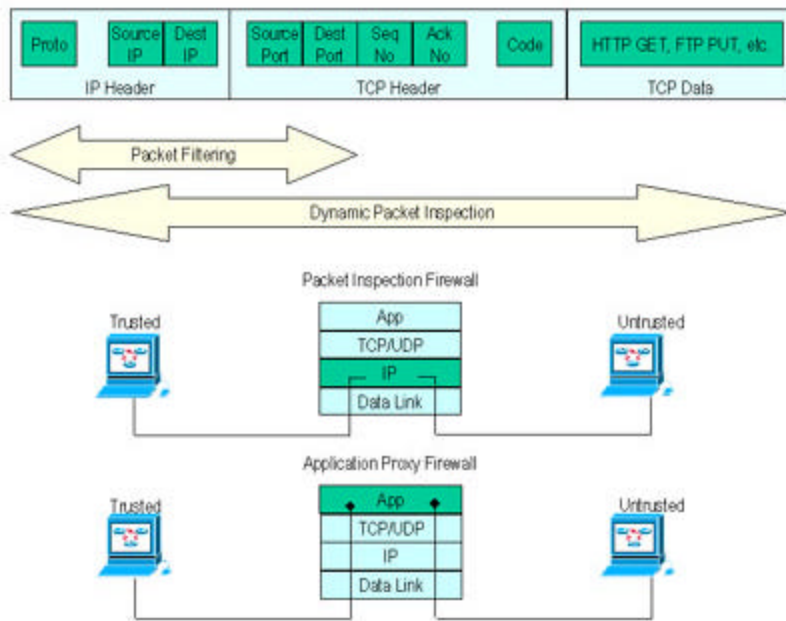 Proto
Source IP
Dest IP
Source Port
Dest Port
Seq No
Ack No
Code
HTTP GET, FTP PUT, etc.
IP Header
TCP Header
TCP Data
Packet Filtering
Dynamic Packet Inspection
Packet Inspection Firewall
Trusted
App
Untrusted
TCP/UDP
IP
Data Link
Application Proxy Firewall
Trusted
App
Untrusted
TCP/UDP
IP
Data Link